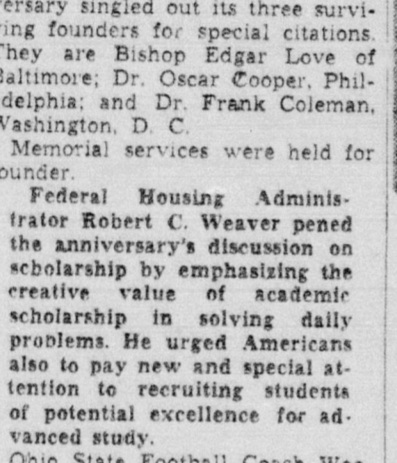 ersary singled out its three survi-
ing founders for special citations.
They are Bishop Edgar Love of
Baltimore; Dr. Oscar Cooper, Phil-
delphia; and Dr. Frank Coleman,
Washington, D. C.
Memorial services were held for
ounder.
Federal Housing Adminis-
trator Robert C. Weaver pened
the anniversary's discussion on
scholarship by emphasizing the
creative value of academic
scholarship in solving daily
problems. He urged Americans
also to pay new and special at-
tention to recruiting students
of potential excellence for ad-
vanced study.
Ohio State Football Coach